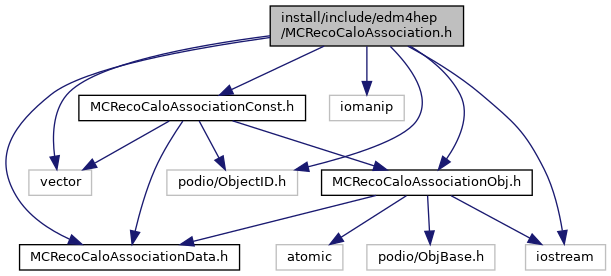 install/include/edm4hep
/MCRecoCaloAssociation.h
MCRecoCaloAssociationConst.h
iomanip
vector
podio/ObjectID.h
MCRecoCaloAssociationObj.h
MCRecoCaloAssociationData.h
atomic
podio/ObjBase.h
iostream